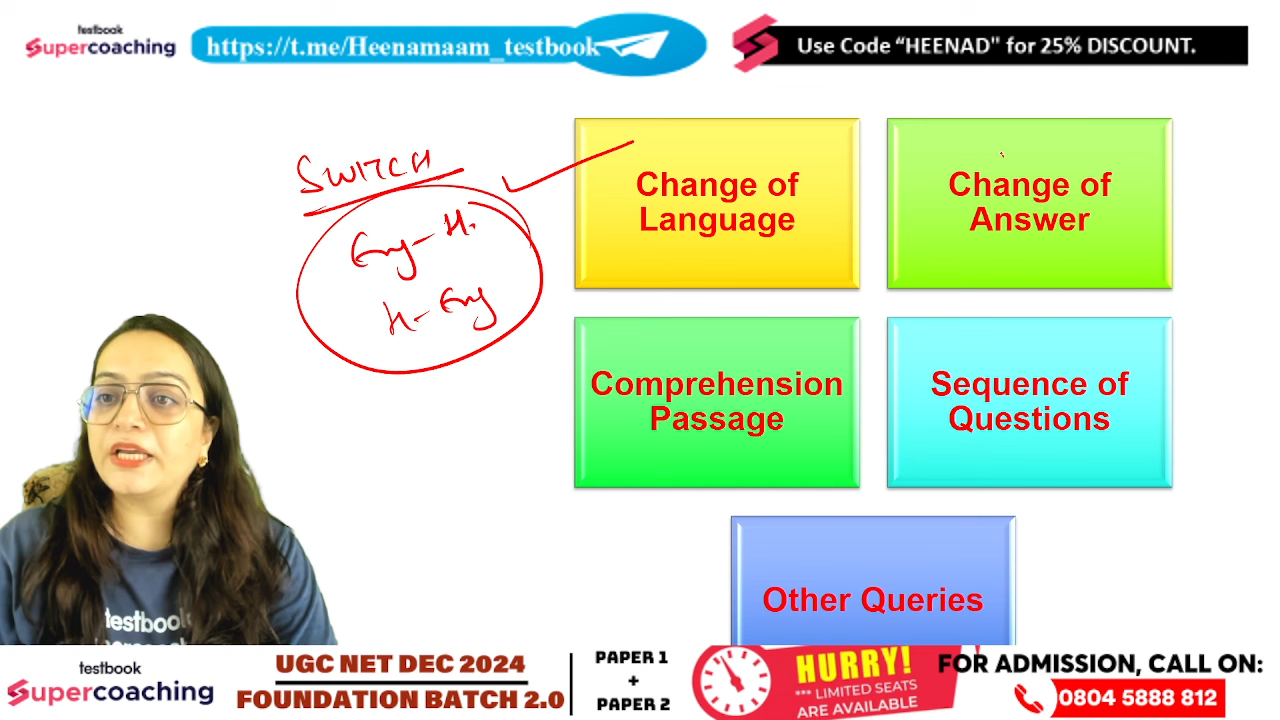 testbook
Supercoaching
https://t.me/Heenamaam_testbook
Use Code “HEENAD" for 25% DISCOUNT.
SWITCH
Eng - Hi
H - Eng
Change of
Language
Change of
Answer
Comprehension
Passage
Sequence of
Questions
Other Queries
testbook
testbook
Supercoaching
UGC NET DEC 2024
FOUNDATION BATCH 2.0
PAPER 1
+
PAPER 2
HURRY!
*** LIMITED SEATS
ARE AVAILABLE
FOR ADMISSION, CALL ON:
0804 5888 812